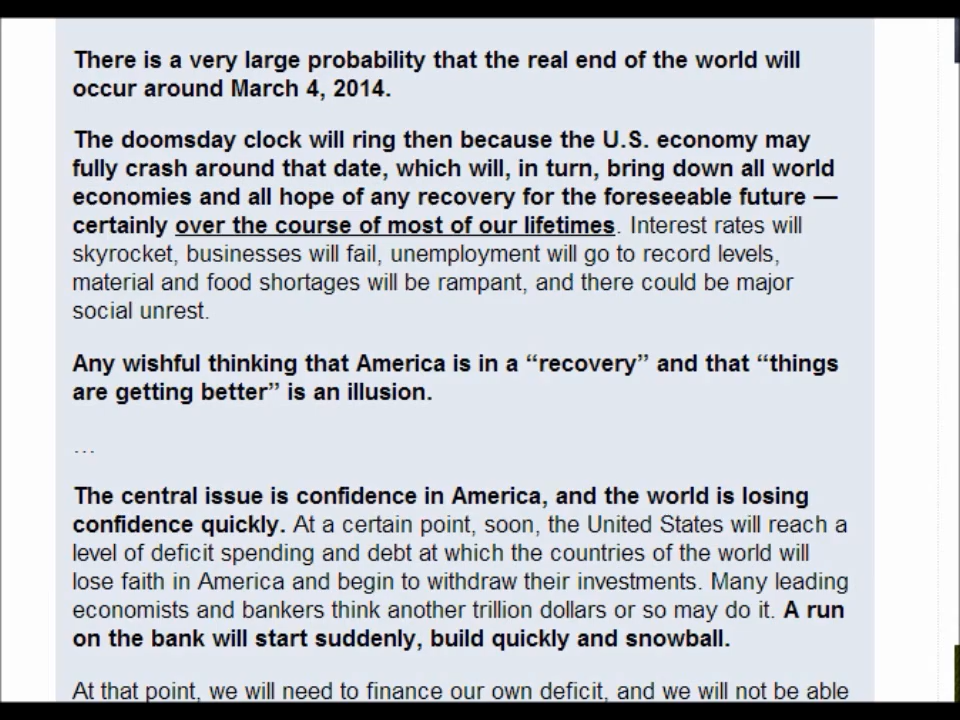 There is a very large probability that the real end of the world will
occur around March 4, 2014.
The doomsday clock will ring then because the U.S. economy may
fully crash around that date, which will, in turn, bring down all world
economies and all hope of any recovery for the foreseeable future —
certainly over the course of most of our lifetimes. Interest rates will
skyrocket, businesses will fail, unemployment will go to record levels,
material and food shortages will be rampant, and there could be major
social unrest.
Any wishful thinking that America is in a “recovery” and that “things
are getting better” is an illusion.
…
The central issue is confidence in America, and the world is losing
confidence quickly. At a certain point, soon, the United States will reach a
level of deficit spending and debt at which the countries of the world will
lose faith in America and begin to withdraw their investments. Many leading
economists and bankers think another trillion dollars or so may do it. A run
on the bank will start suddenly, build quickly and snowball.
At that point, we will need to finance our own deficit, and we will not be able